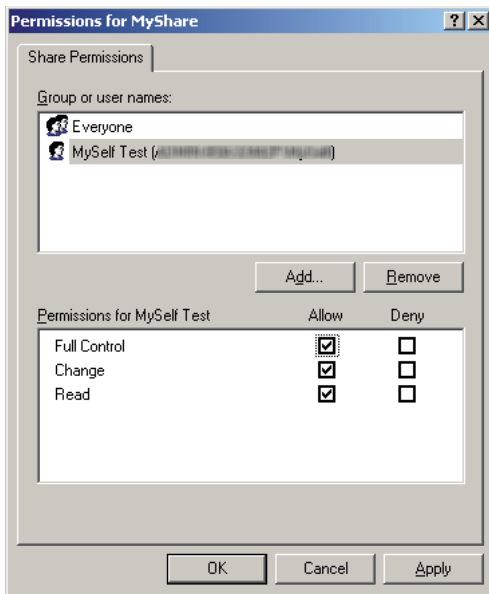 Permissions for MyShare
Share Permissions
Group or user names:
Everyone
MySelf Test (
Add... Remove
Permissions for MySelf Test Allow Deny
Full Control
Change
Read
OK Cancel Apply